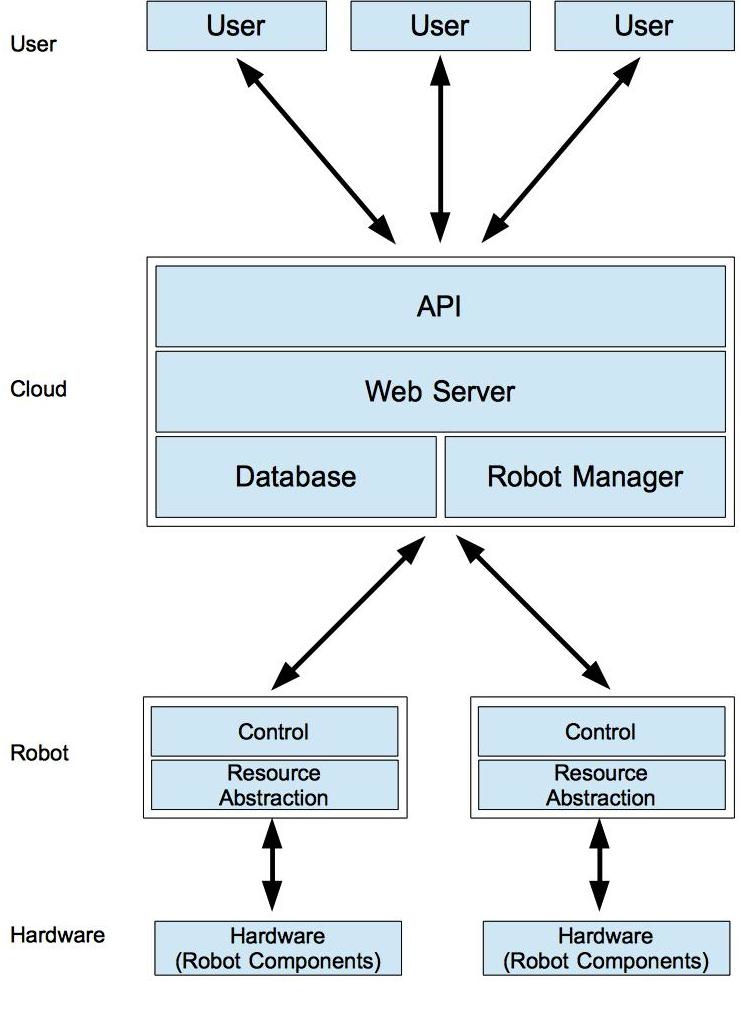 User
User
User
User
Cloud
API
Web Server
Database
Robot Manager
Robot
Control
Resource
Abstraction
Control
Resource
Abstraction
Hardware
Hardware
(Robot Components)
Hardware
(Robot Components)